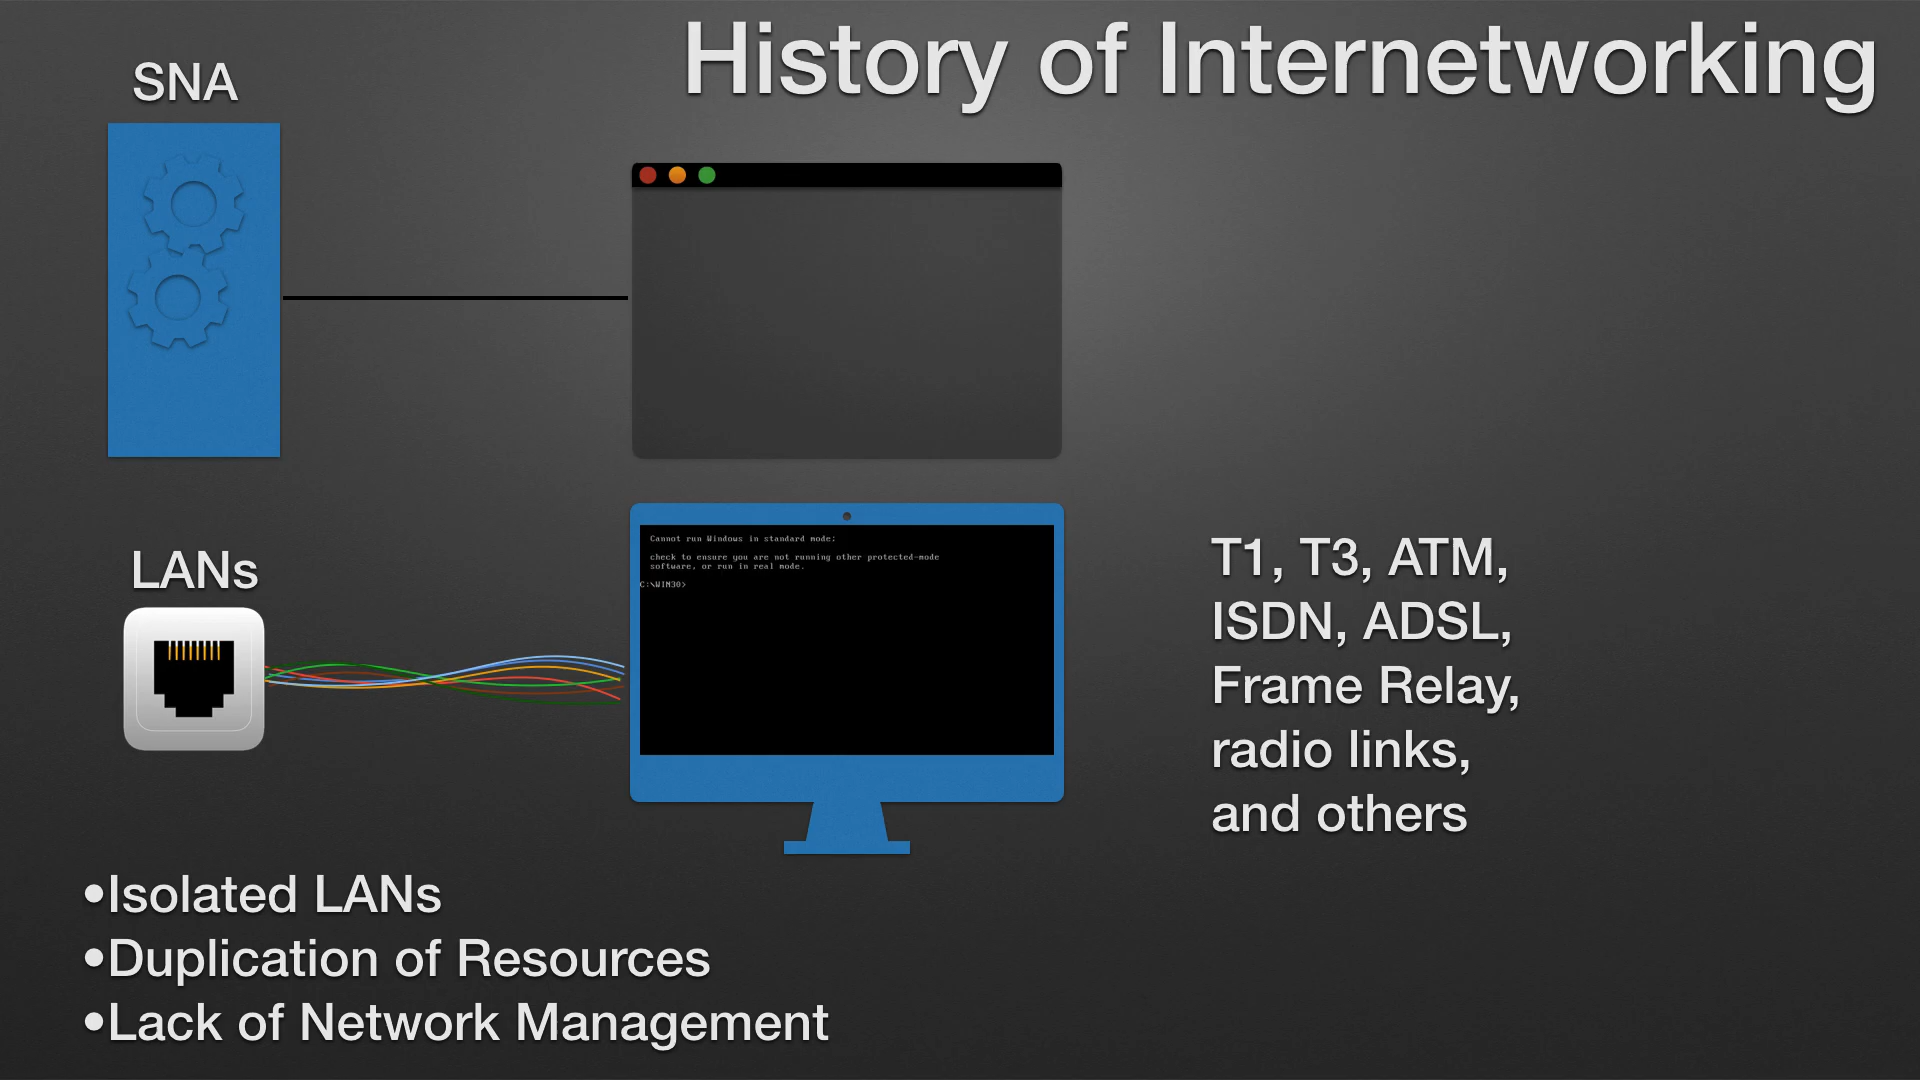 History of Internetworking
SNA
LANs
Cannot run Windows in standard mode;
check to ensure you are not running other protected-mode
software, or run in real mode.
C:\WIN30>
T1, T3, ATM,
ISDN, ADSL,
Frame Relay,
radio links,
and others
•Isolated LANs
•Duplication of Resources
•Lack of Network Management